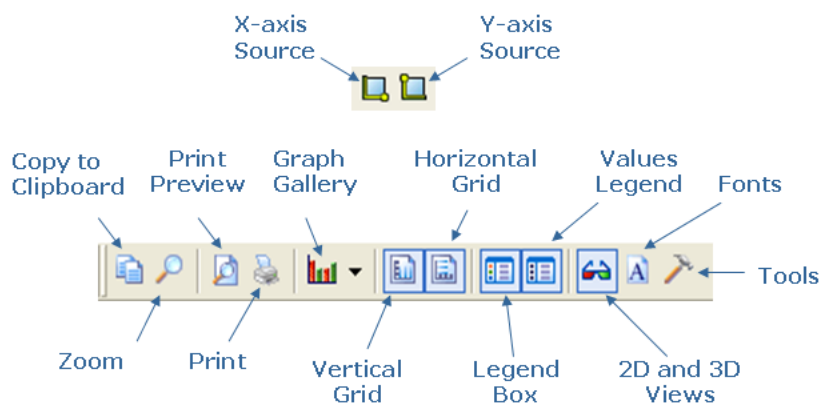 X-axis
Source
Y-axis
Source
Copy to
Clipboard
Print
Preview
Graph
Gallery
Horizontal
Grid
Values
Legend
Fonts
A
Tools
Zoom
Print
Vertical
Grid
Legend
Box
2D and 3D
Views